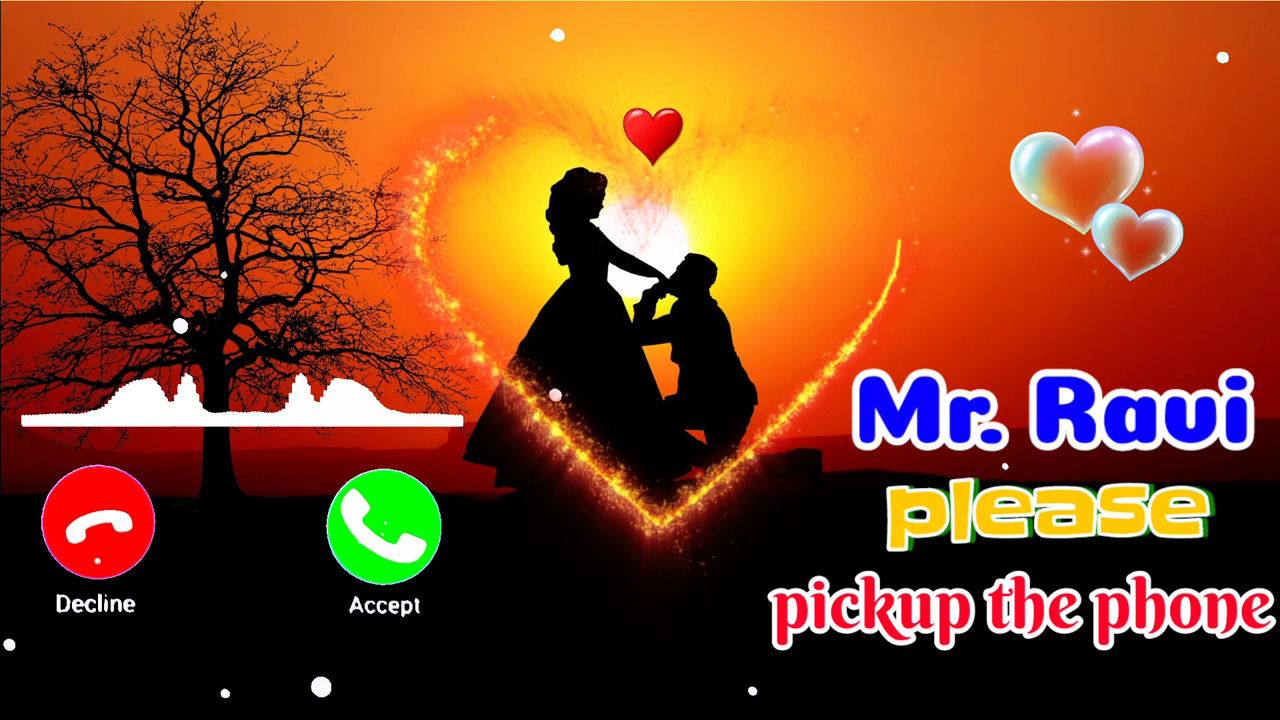 Mr. Ravi
please
pickup the phone
Decline
Accept